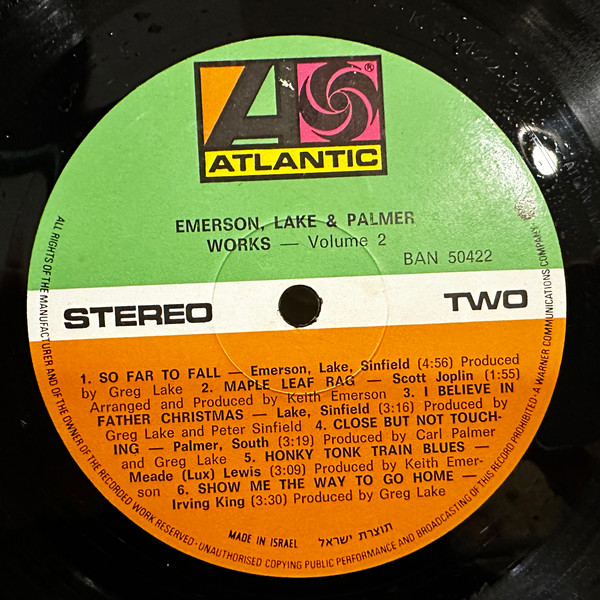 ATLANTIC
®
EMERSON, LAKE & PALMER
WORKS — Volume 2
BAN 50422
STEREO
TWO
1. SO FAR TO FALL — Emerson, Lake, Sinfield (4:56) Produced
by Greg Lake 2. MAPLE LEAF RAG — Scott Joplin (1:55)
Arranged and Produced by Keith Emerson 3. I BELIEVE IN
FATHER CHRISTMAS — Lake, Sinfield (3:16) Produced by
Greg Lake and Peter Sinfield 4. CLOSE BUT NOT TOUCH-
ING — Palmer, South (3:19) Produced by Carl Palmer
and Greg Lake 5. HONKY TONK TRAIN BLUES —
Meade (Lux) Lewis (3:09) Produced by Keith Emer-
son 6. SHOW ME THE WAY TO GO HOME —
Irving King (3:30) Produced by Greg Lake
MADE IN ISRAEL תוצרת ישראל
ALL RIGHTS OF THE MANUFACTURER AND OF THE OWNER OF THE RECORDED WORK RESERVED · UNAUTHORISED COPYING PUBLIC PERFORMANCE AND BROADCASTING OF THIS RECORD PROHIBITED · A WARNER COMMUNICATIONS COMPANY